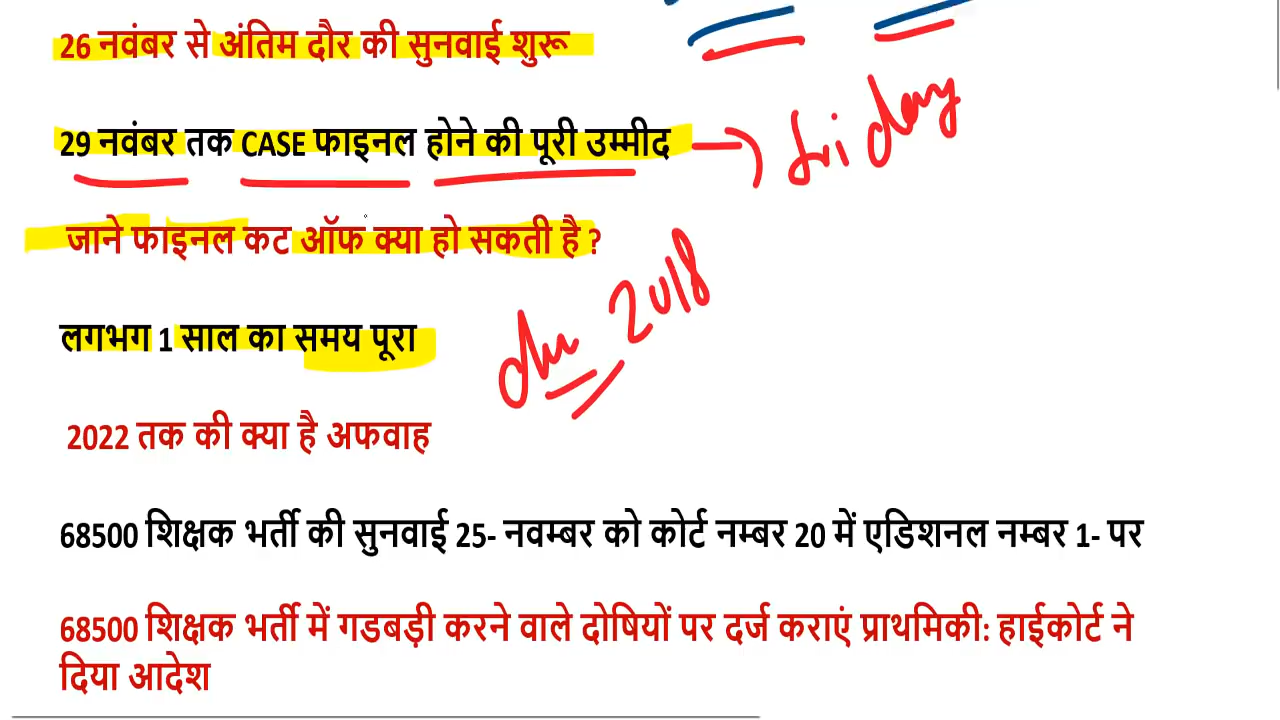 26 नवंबर से अंतिम दौर की सुनवाई शुरू
29 नवंबर तक CASE फाइनल होने की पूरी उम्मीद friday
जाने फाइनल कट ऑफ क्या हो सकती है ?
2018
लगभग 1 साल का समय पूरा
2022 तक की क्या है अफवाह
68500 शिक्षक भर्ती की सुनवाई 25- नवम्बर को कोर्ट नम्बर 20 में एडिशनल नम्बर 1- पर
68500 शिक्षक भर्ती में गडबड़ी करने वाले दोषियों पर दर्ज कराएं प्राथमिकी: हाईकोर्ट ने
दिया आदेश